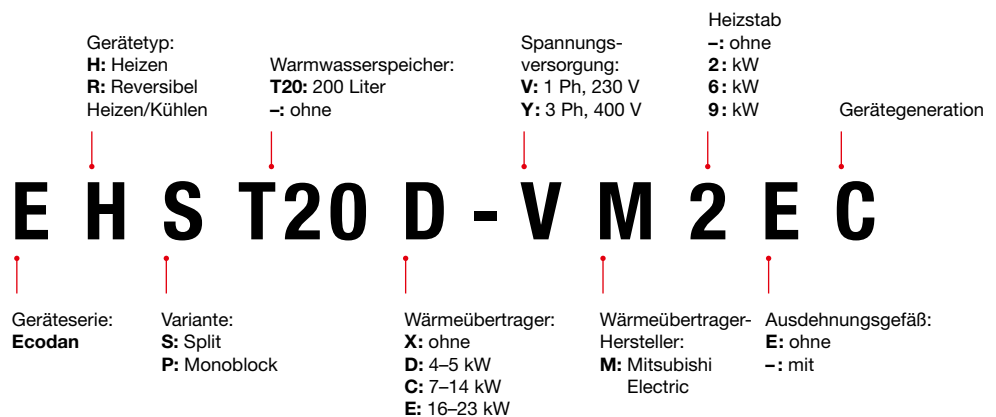 Gerätetyp:
H: Heizen
R: Reversibel
Heizen/Kühlen
Warmwasserspeicher:
T20: 200 Liter
–: ohne
Spannungs-
versorgung:
V: 1 Ph, 230 V
Y: 3 Ph, 400 V
Heizstab
–: ohne
2: kW
6: kW
9: kW
Gerätegeneration
E H S T20 D - V M 2 E C
Geräteserie:
Ecodan
Variante:
S: Split
P: Monoblock
Wärmeübertrager:
X: ohne
D: 4–5 kW
C: 7–14 kW
E: 16–23 kW
Wärmeübertrager-
Hersteller:
M: Mitsubishi
Electric
Ausdehnungsgefäß:
E: ohne
–: mit